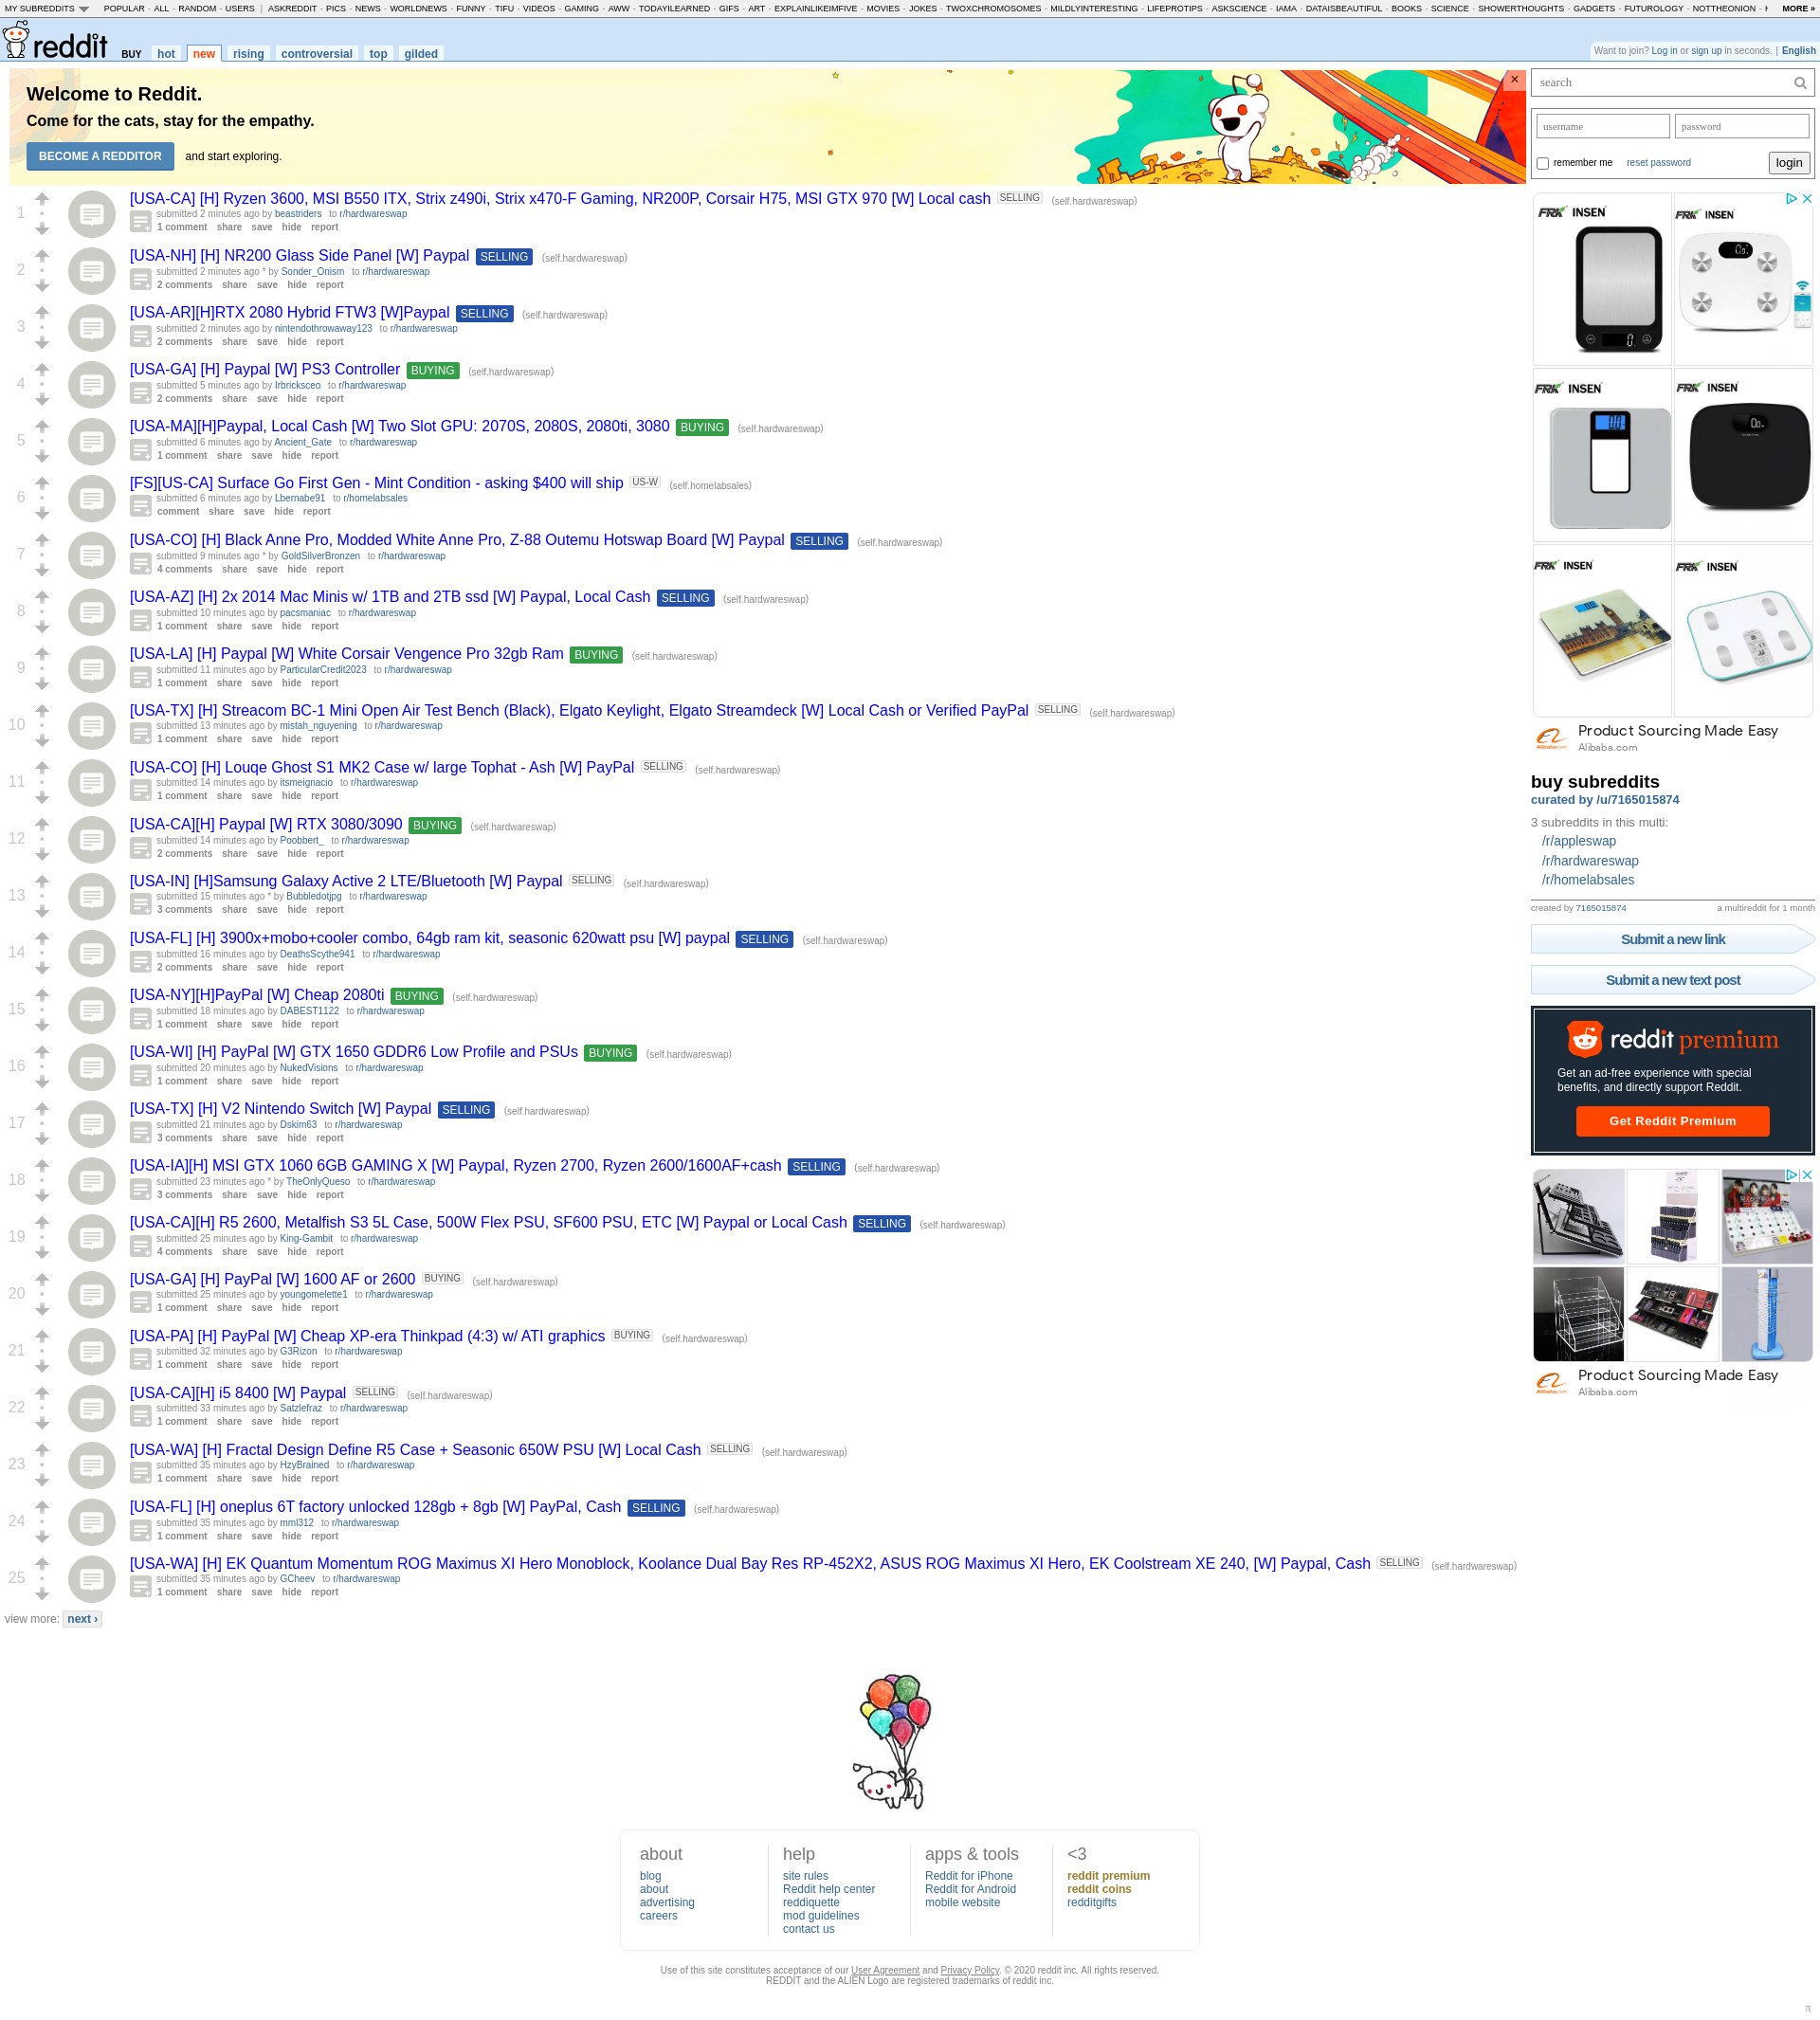 MY SUBREDDITS POPULAR - ALL - RANDOM - USERS | ASKREDDIT - PICS - NEWS - WORLDNEWS - FUNNY - TIFU - VIDEOS - GAMING - AWW - TODAYILEARNED - GIFS - ART - EXPLAINLIKEIMFIVE - MOVIES - JOKES - TWOXCHROMOSOMES - MILDLYINTERESTING - LIFEPROTIPS - ASKSCIENCE - IAMA - DATAISBEAUTIFUL - BOOKS - SCIENCE - SHOWERTHOUGHTS - GADGETS - FUTUROLOGY - NOTTHEONION - MORE »
reddit BUY hot new rising controversial top gilded
Want to join? Log in or sign up in seconds. | English
Welcome to Reddit.
Come for the cats, stay for the empathy.
BECOME A REDDITOR and start exploring.
×
1
[USA-CA] [H] Ryzen 3600, MSI B550 ITX, Strix z490i, Strix x470-F Gaming, NR200P, Corsair H75, MSI GTX 970 [W] Local cash SELLING (self.hardwareswap)
submitted 2 minutes ago by beastriders to r/hardwareswap
1 comment share save hide report
2
[USA-NH] [H] NR200 Glass Side Panel [W] Paypal SELLING (self.hardwareswap)
submitted 2 minutes ago * by Sonder_Onism to r/hardwareswap
2 comments share save hide report
3
[USA-AR][H]RTX 2080 Hybrid FTW3 [W]Paypal SELLING (self.hardwareswap)
submitted 2 minutes ago by nintendothrowaway123 to r/hardwareswap
2 comments share save hide report
4
[USA-GA] [H] Paypal [W] PS3 Controller BUYING (self.hardwareswap)
submitted 5 minutes ago by lrbricksceo to r/hardwareswap
2 comments share save hide report
5
[USA-MA][H]Paypal, Local Cash [W] Two Slot GPU: 2070S, 2080S, 2080ti, 3080 BUYING (self.hardwareswap)
submitted 6 minutes ago by Ancient_Gate to r/hardwareswap
1 comment share save hide report
6
[FS][US-CA] Surface Go First Gen - Mint Condition - asking $400 will ship US-W (self.homelabsales)
submitted 6 minutes ago by Lbernabe91 to r/homelabsales
comment share save hide report
7
[USA-CO] [H] Black Anne Pro, Modded White Anne Pro, Z-88 Outemu Hotswap Board [W] Paypal SELLING (self.hardwareswap)
submitted 9 minutes ago * by GoldSilverBronzen to r/hardwareswap
4 comments share save hide report
8
[USA-AZ] [H] 2x 2014 Mac Minis w/ 1TB and 2TB ssd [W] Paypal, Local Cash SELLING (self.hardwareswap)
submitted 10 minutes ago by pacsmaniac to r/hardwareswap
1 comment share save hide report
9
[USA-LA] [H] Paypal [W] White Corsair Vengence Pro 32gb Ram BUYING (self.hardwareswap)
submitted 11 minutes ago by ParticularCredit2023 to r/hardwareswap
1 comment share save hide report
10
[USA-TX] [H] Streacom BC-1 Mini Open Air Test Bench (Black), Elgato Keylight, Elgato Streamdeck [W] Local Cash or Verified PayPal SELLING (self.hardwareswap)
submitted 13 minutes ago by mistah_nguyening to r/hardwareswap
1 comment share save hide report
11
[USA-CO] [H] Louqe Ghost S1 MK2 Case w/ large Tophat - Ash [W] PayPal SELLING (self.hardwareswap)
submitted 14 minutes ago by itsmeignacio to r/hardwareswap
1 comment share save hide report
12
[USA-CA][H] Paypal [W] RTX 3080/3090 BUYING (self.hardwareswap)
submitted 14 minutes ago by Poobbert_ to r/hardwareswap
2 comments share save hide report
13
[USA-IN] [H]Samsung Galaxy Active 2 LTE/Bluetooth [W] Paypal SELLING (self.hardwareswap)
submitted 15 minutes ago * by Bubbledotjpg to r/hardwareswap
3 comments share save hide report
14
[USA-FL] [H] 3900x+mobo+cooler combo, 64gb ram kit, seasonic 620watt psu [W] paypal SELLING (self.hardwareswap)
submitted 16 minutes ago by DeathsScythe941 to r/hardwareswap
2 comments share save hide report
15
[USA-NY][H]PayPal [W] Cheap 2080ti BUYING (self.hardwareswap)
submitted 18 minutes ago by DABEST1122 to r/hardwareswap
1 comment share save hide report
16
[USA-WI] [H] PayPal [W] GTX 1650 GDDR6 Low Profile and PSUs BUYING (self.hardwareswap)
submitted 20 minutes ago by NukedVisions to r/hardwareswap
1 comment share save hide report
17
[USA-TX] [H] V2 Nintendo Switch [W] Paypal SELLING (self.hardwareswap)
submitted 21 minutes ago by Dskim63 to r/hardwareswap
3 comments share save hide report
18
[USA-IA][H] MSI GTX 1060 6GB GAMING X [W] Paypal, Ryzen 2700, Ryzen 2600/1600AF+cash SELLING (self.hardwareswap)
submitted 23 minutes ago * by TheOnlyQueso to r/hardwareswap
3 comments share save hide report
19
[USA-CA][H] R5 2600, Metalfish S3 5L Case, 500W Flex PSU, SF600 PSU, ETC [W] Paypal or Local Cash SELLING (self.hardwareswap)
submitted 25 minutes ago by King-Gambit to r/hardwareswap
4 comments share save hide report
20
[USA-GA] [H] PayPal [W] 1600 AF or 2600 BUYING (self.hardwareswap)
submitted 25 minutes ago by youngomelette1 to r/hardwareswap
1 comment share save hide report
21
[USA-PA] [H] PayPal [W] Cheap XP-era Thinkpad (4:3) w/ ATI graphics BUYING (self.hardwareswap)
submitted 32 minutes ago by G3Rizon to r/hardwareswap
1 comment share save hide report
22
[USA-CA][H] i5 8400 [W] Paypal SELLING (self.hardwareswap)
submitted 33 minutes ago by Satzlefraz to r/hardwareswap
1 comment share save hide report
23
[USA-WA] [H] Fractal Design Define R5 Case + Seasonic 650W PSU [W] Local Cash SELLING (self.hardwareswap)
submitted 35 minutes ago by HzyBrained to r/hardwareswap
1 comment share save hide report
24
[USA-FL] [H] oneplus 6T factory unlocked 128gb + 8gb [W] PayPal, Cash SELLING (self.hardwareswap)
submitted 35 minutes ago by mml312 to r/hardwareswap
1 comment share save hide report
25
[USA-WA] [H] EK Quantum Momentum ROG Maximus XI Hero Monoblock, Koolance Dual Bay Res RP-452X2, ASUS ROG Maximus XI Hero, EK Coolstream XE 240, [W] Paypal, Cash SELLING (self.hardwareswap)
submitted 35 minutes ago by GCheev to r/hardwareswap
1 comment share save hide report
view more: next ›
search
username password
remember me reset password login
FRK INSEN FRK INSEN
FRK INSEN FRK INSEN
FRK INSEN FRK INSEN
Product Sourcing Made Easy
Alibaba.com
buy subreddits
curated by /u/7165015874
3 subreddits in this multi:
/r/appleswap
/r/hardwareswap
/r/homelabsales
created by 7165015874 a multireddit for 1 month
Submit a new link
Submit a new text post
reddit premium
Get an ad-free experience with special
benefits, and directly support Reddit.
Get Reddit Premium
Product Sourcing Made Easy
Alibaba.com
about
blog
about
advertising
careers
help
site rules
Reddit help center
reddiquette
mod guidelines
contact us
apps & tools
Reddit for iPhone
Reddit for Android
mobile website
<3
reddit premium
reddit coins
redditgifts
Use of this site constitutes acceptance of our User Agreement and Privacy Policy. © 2020 reddit inc. All rights reserved.
REDDIT and the ALIEN Logo are registered trademarks of reddit inc.
π